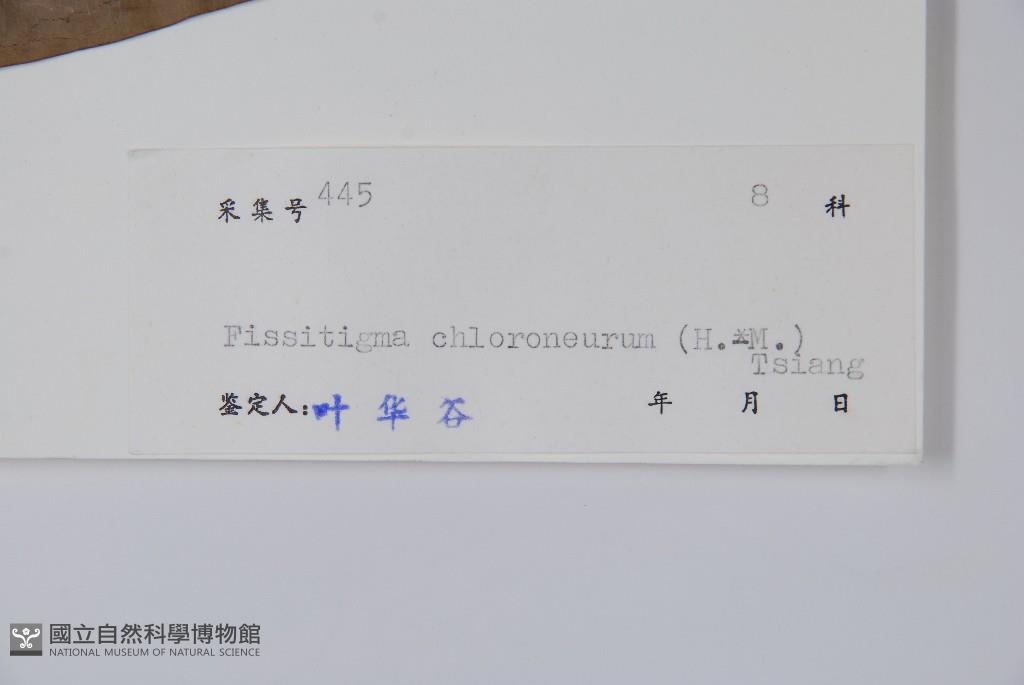 采集号 445 8 科
Fissitigma chloroneurum (H.-M.)
Tsiang
鉴定人: 叶华谷 年 月 日
國立自然科學博物館
NATIONAL MUSEUM OF NATURAL SCIENCE